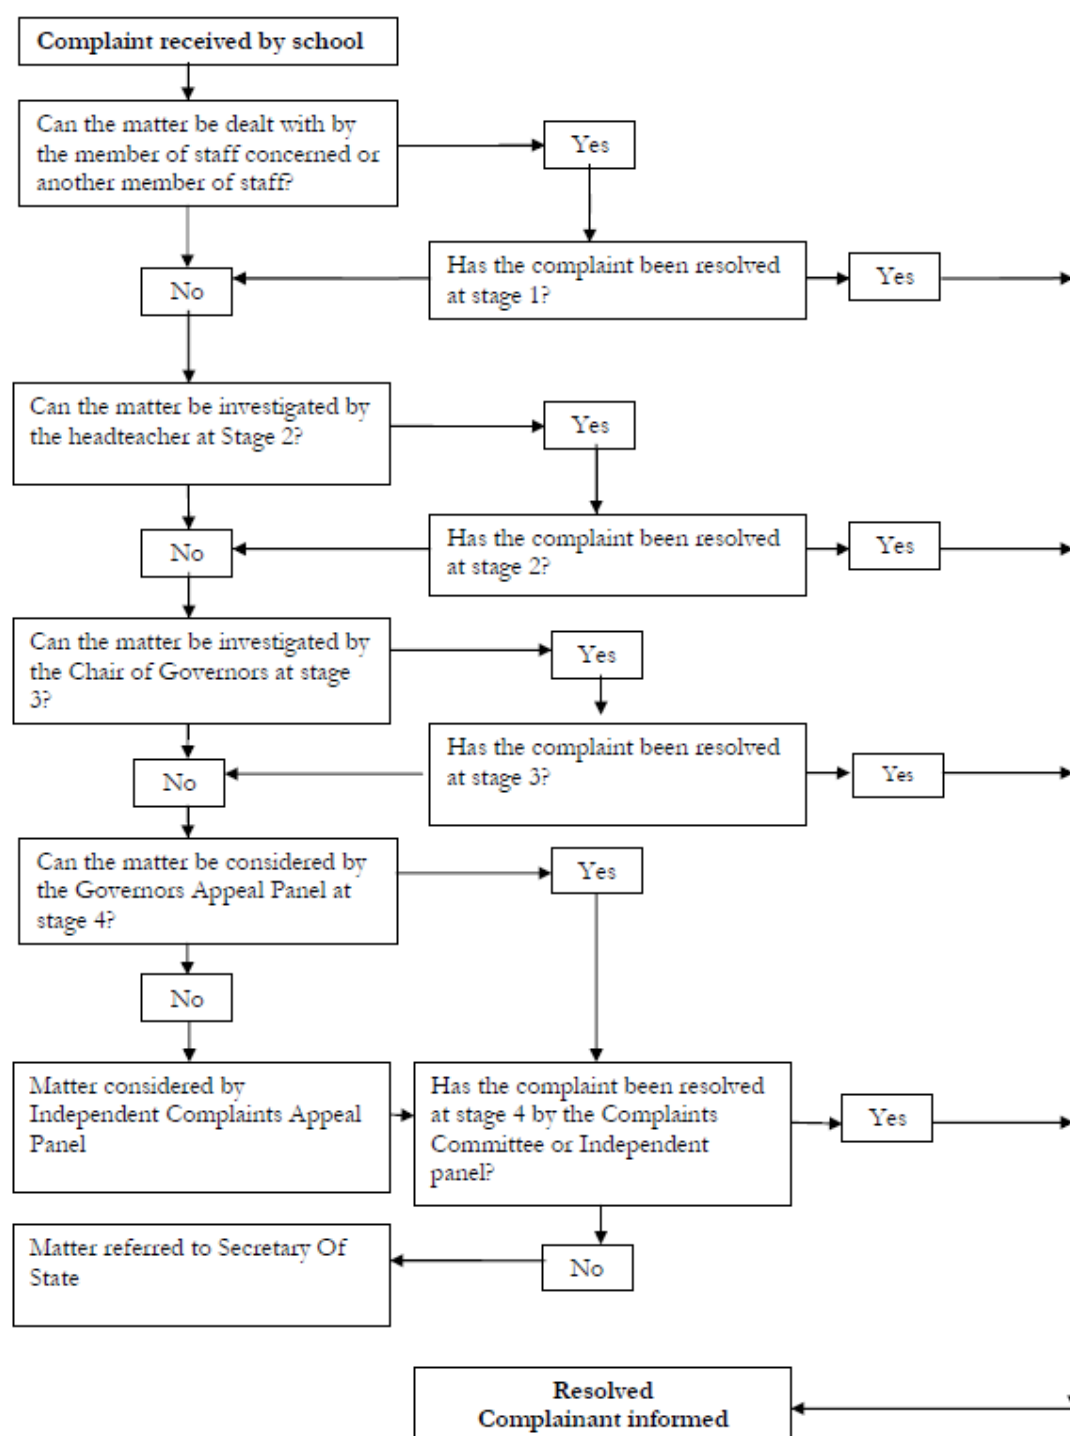 Complaint received by school
Can the matter be dealt with by
the member of staff concerned or
another member of staff?
Yes
Has the complaint been resolved
at stage 1?
Yes
No
Can the matter be investigated by
the headteacher at Stage 2?
Yes
Has the complaint been resolved
at stage 2?
Yes
No
Can the matter be investigated by
the Chair of Governors at stage
3?
Yes
Has the complaint been resolved
at stage 3?
Yes
No
Can the matter be considered by
the Governors Appeal Panel at
stage 4?
Yes
No
Matter considered by
Independent Complaints Appeal
Panel
Has the complaint been resolved
at stage 4 by the Complaints
Committee or Independent
panel?
Yes
No
Matter referred to Secretary Of
State
Resolved
Complainant informed